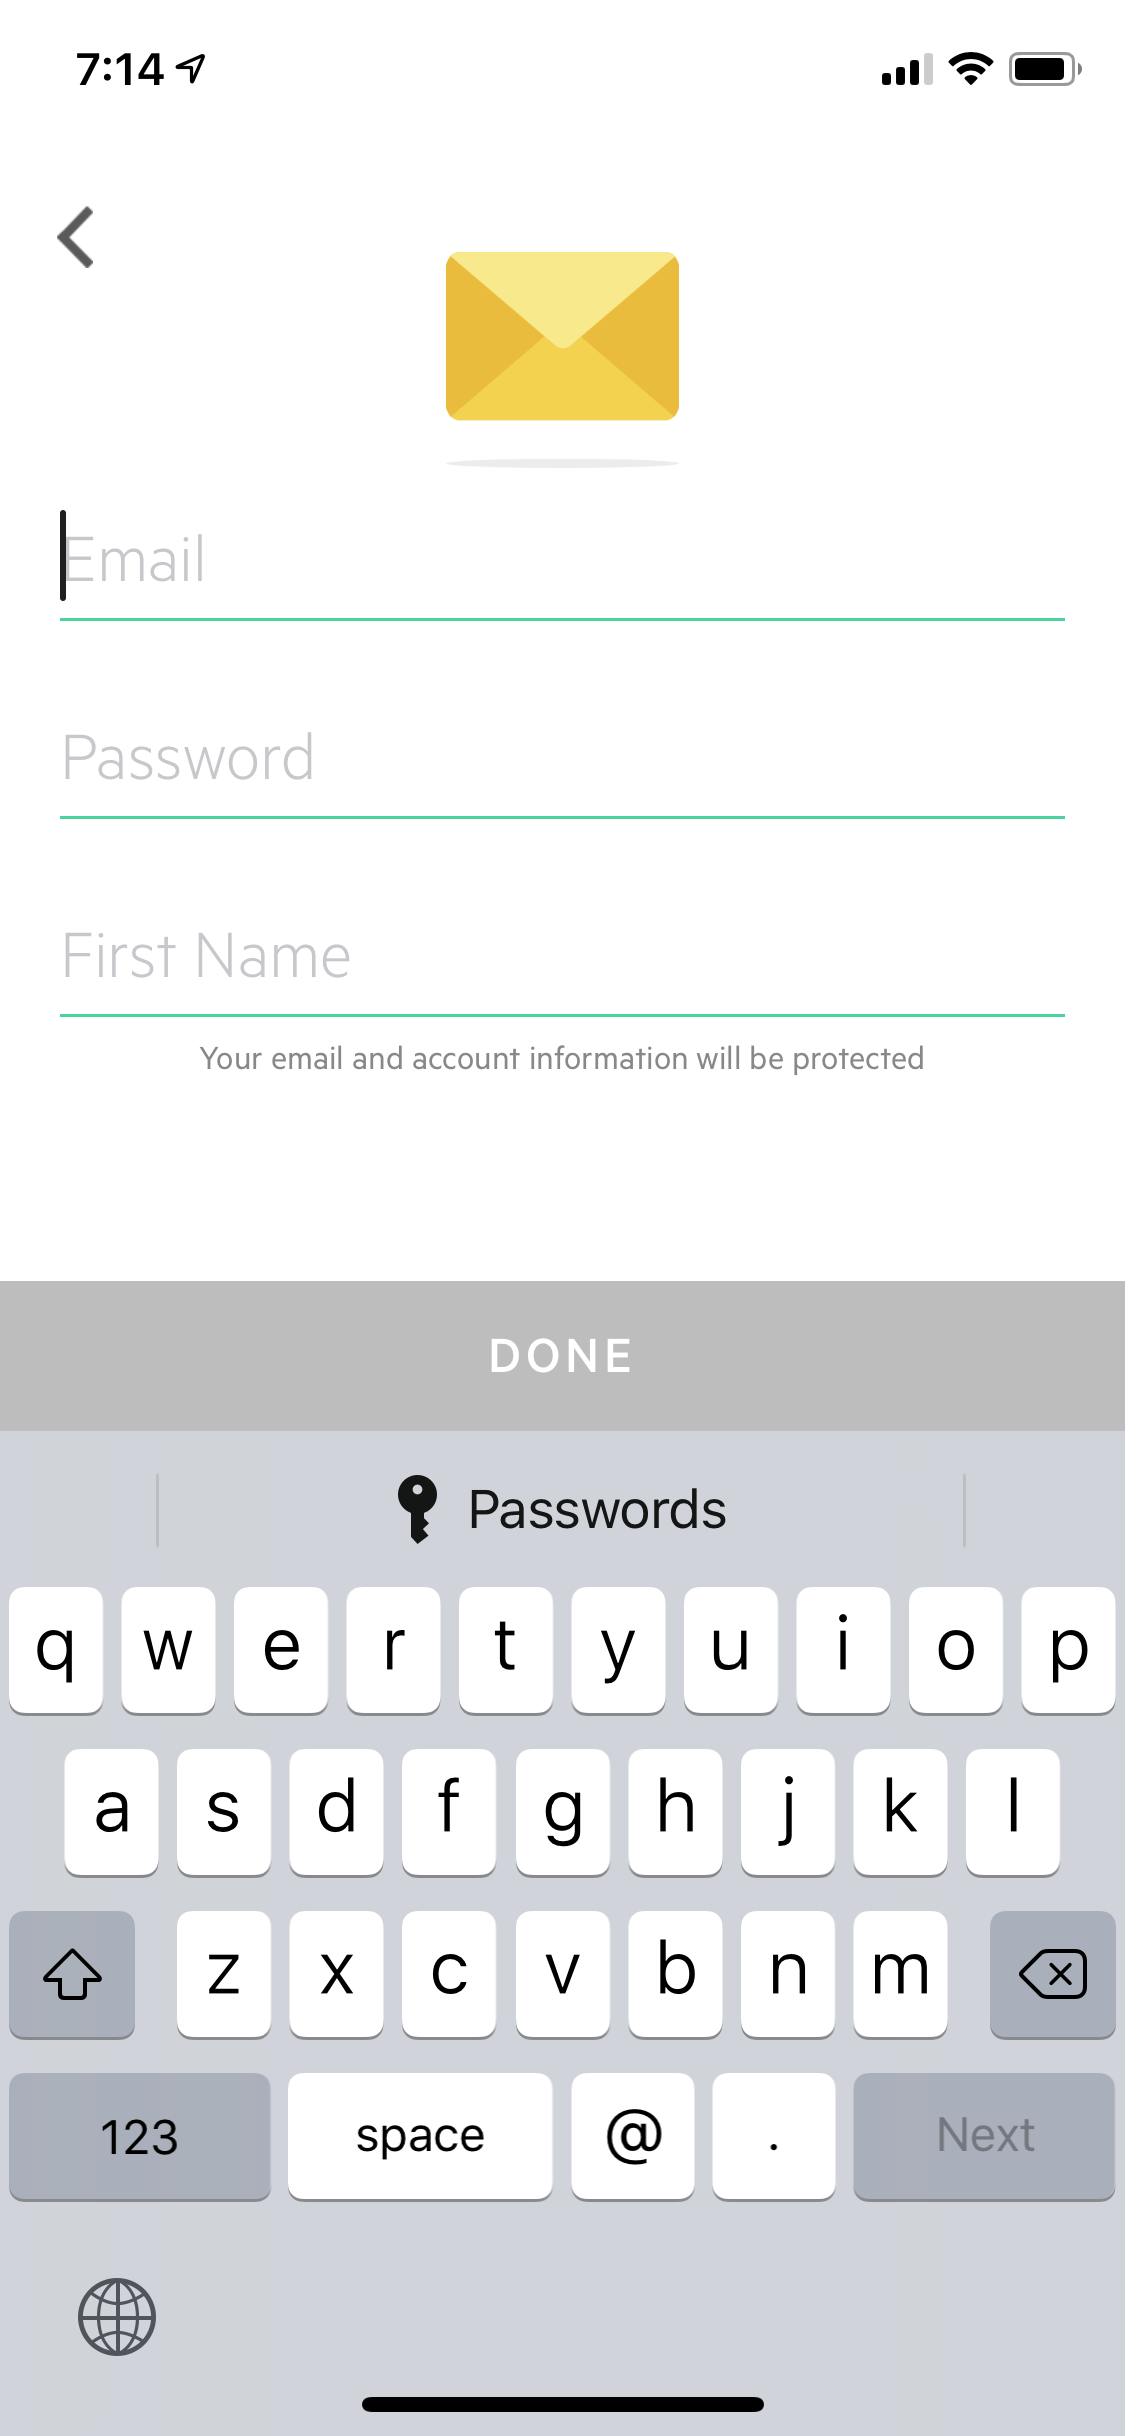 7:14
Email
Password
First Name
Your email and account information will be protected
DONE
Passwords
q w e r t y u i o p
a s d f g h j k l
z x c v b n m
123 space @ . Next